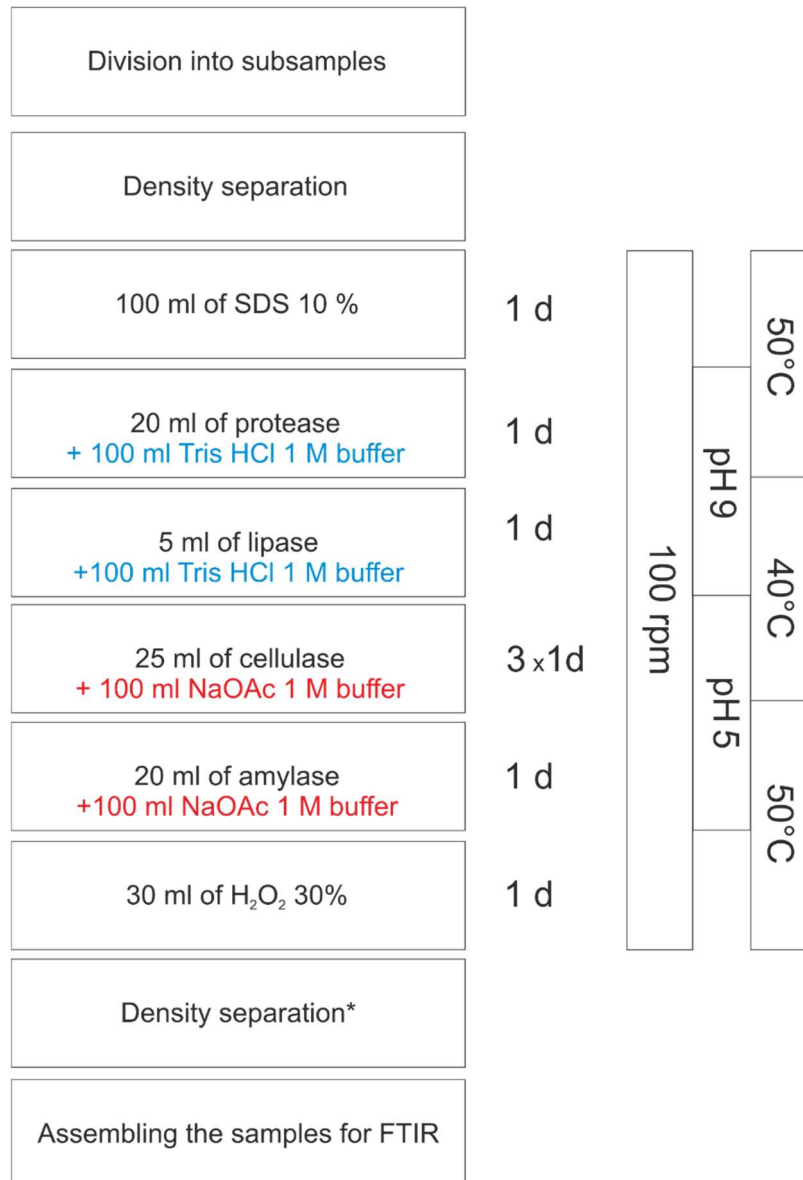 Division into subsamples
Density separation
100 ml of SDS 10 %
1 d
20 ml of protease
+ 100 ml Tris HCl 1 M buffer
1 d
5 ml of lipase
+100 ml Tris HCl 1 M buffer
1 d
25 ml of cellulase
+ 100 ml NaOAc 1 M buffer
3 x1d
20 ml of amylase
+100 ml NaOAc 1 M buffer
1 d
30 ml of H₂O₂ 30%
1 d
Density separation*
Assembling the samples for FTIR
100 rpm
pH 9
pH 5
50°C
40°C
50°C